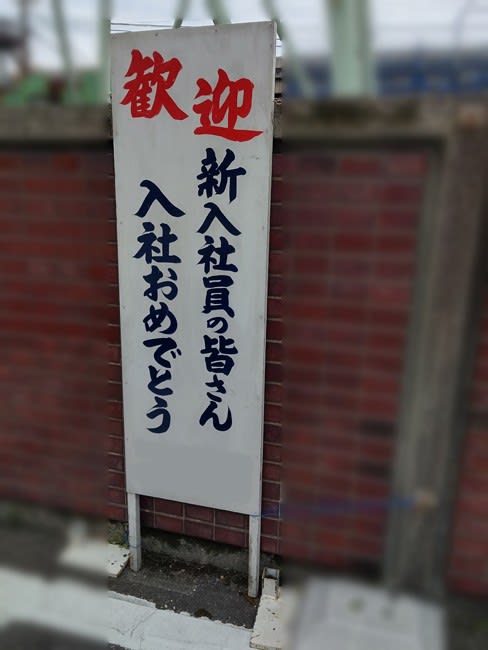 歓迎
新入社員の皆さん
入社おめでとう